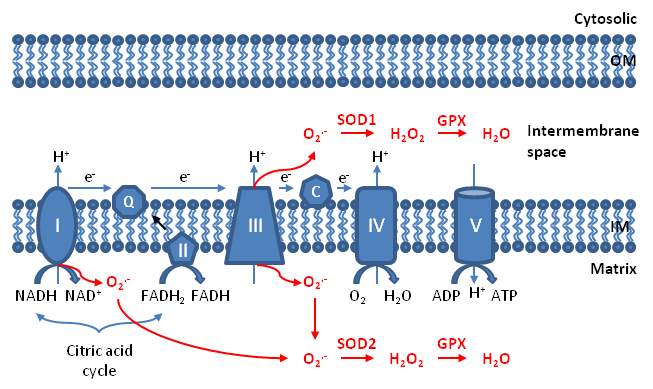 Cytosolic
OM
SOD1 GPX
O₂·⁻ H₂O₂ H₂O
Intermembrane
space
H⁺ H⁺ H⁺
e⁻ e⁻ e⁻ e⁻
Q C
I III IV V
II
IM
Matrix
O₂·⁻ O₂·⁻
NADH NAD⁺ FADH₂ FADH O₂ H₂O ADP H⁺ ATP
Citric acid
cycle
SOD2 GPX
O₂·⁻ H₂O₂ H₂O